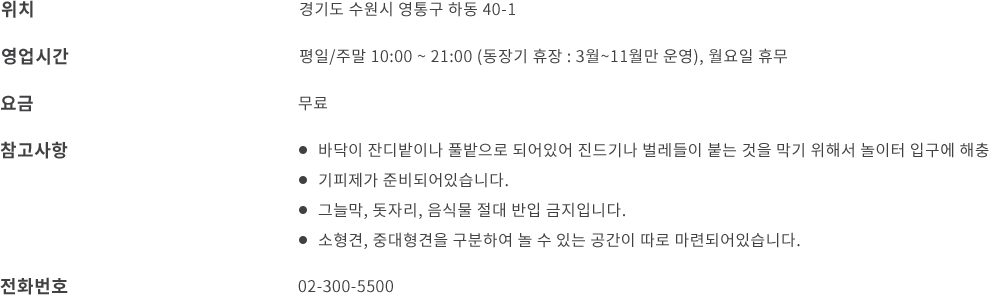 위치 경기도 수원시 영통구 하동 40-1
영업시간 평일/주말 10:00 ~ 21:00 (동장기 휴장 : 3월~11월만 운영), 월요일 휴무
요금 무료
참고사항 ● 바닥이 잔디밭이나 풀밭으로 되어있어 진드기나 벌레들이 붙는 것을 막기 위해서 놀이터 입구에 해충
● 기피제가 준비되어있습니다.
● 그늘막, 돗자리, 음식물 절대 반입 금지입니다.
● 소형견, 중대형견을 구분하여 놀 수 있는 공간이 따로 마련되어있습니다.
전화번호 02-300-5500